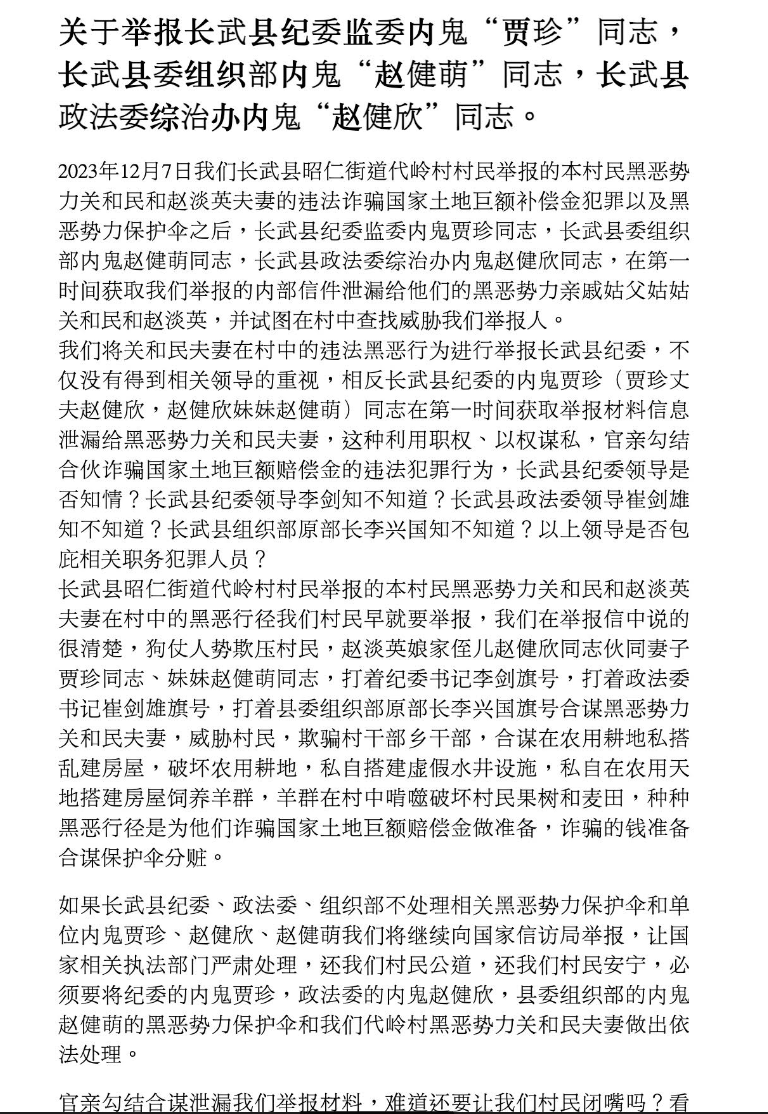 关于举报长武县纪委监委内鬼“贾珍”同志，
长武县委组织部内鬼“赵健萌”同志，长武县
政法委综治办内鬼“赵健欣”同志。
2023年12月7日我们长武县昭仁街道代岭村村民举报的本村民黑恶势
力关和民和赵淡英夫妻的违法诈骗国家土地巨额补偿金犯罪以及黑
恶势力保护伞之后，长武县纪委监委内鬼贾珍同志，长武县委组织
部内鬼赵健萌同志，长武县政法委综治办内鬼赵健欣同志，在第一
时间获取我们举报的内部信件泄漏给他们的黑恶势力亲戚姑父姑姑
关和民和赵淡英，并试图在村中查找威胁我们举报人。
我们将关和民夫妻在村中的违法黑恶行为进行举报长武县纪委，不
仅没有得到相关领导的重视，相反长武县纪委的内鬼贾珍（贾珍丈
夫赵健欣，赵健欣妹妹赵健萌）同志在第一时间获取举报材料信息
泄漏给黑恶势力关和民夫妻，这种利用职权、以权谋私，官亲勾结
合伙诈骗国家土地巨额赔偿金的违法犯罪行为，长武县纪委领导是
否知情？长武县纪委领导李剑知不知道？长武县政法委领导崔剑雄
知不知道？长武县组织部原部长李兴国知不知道？以上领导是否包
庇相关职务犯罪人员？
长武县昭仁街道代岭村村民举报的本村民黑恶势力关和民和赵淡英
夫妻在村中的黑恶行径我们村民早就要举报，我们在举报信中说的
很清楚，狗仗人势欺压村民，赵淡英娘家侄儿赵健欣同志伙同妻子
贾珍同志、妹妹赵健萌同志，打着纪委书记李剑旗号，打着政法委
书记崔剑雄旗号，打着县委组织部原部长李兴国旗号合谋黑恶势力
关和民夫妻，威胁村民，欺骗村干部乡干部，合谋在农用耕地私搭
乱建房屋，破坏农用耕地，私自搭建虚假水井设施，私自在农用天
地搭建房屋饲养羊群，羊群在村中啃噬破坏村民果树和麦田，种种
黑恶行径是为他们诈骗国家土地巨额赔偿金做准备，诈骗的钱准备
合谋保护伞分赃。
如果长武县纪委、政法委、组织部不处理相关黑恶势力保护伞和单
位内鬼贾珍、赵健欣、赵健萌我们将继续向国家信访局举报，让国
家相关执法部门严肃处理，还我们村民公道，还我们村民安宁，必
须要将纪委的内鬼贾珍，政法委的内鬼赵健欣，县委组织部的内鬼
赵健萌的黑恶势力保护伞和我们代岭村黑恶势力关和民夫妻做出依
法处理。
官亲勾结合谋泄漏我们举报材料，难道还要让我们村民闭嘴吗？看